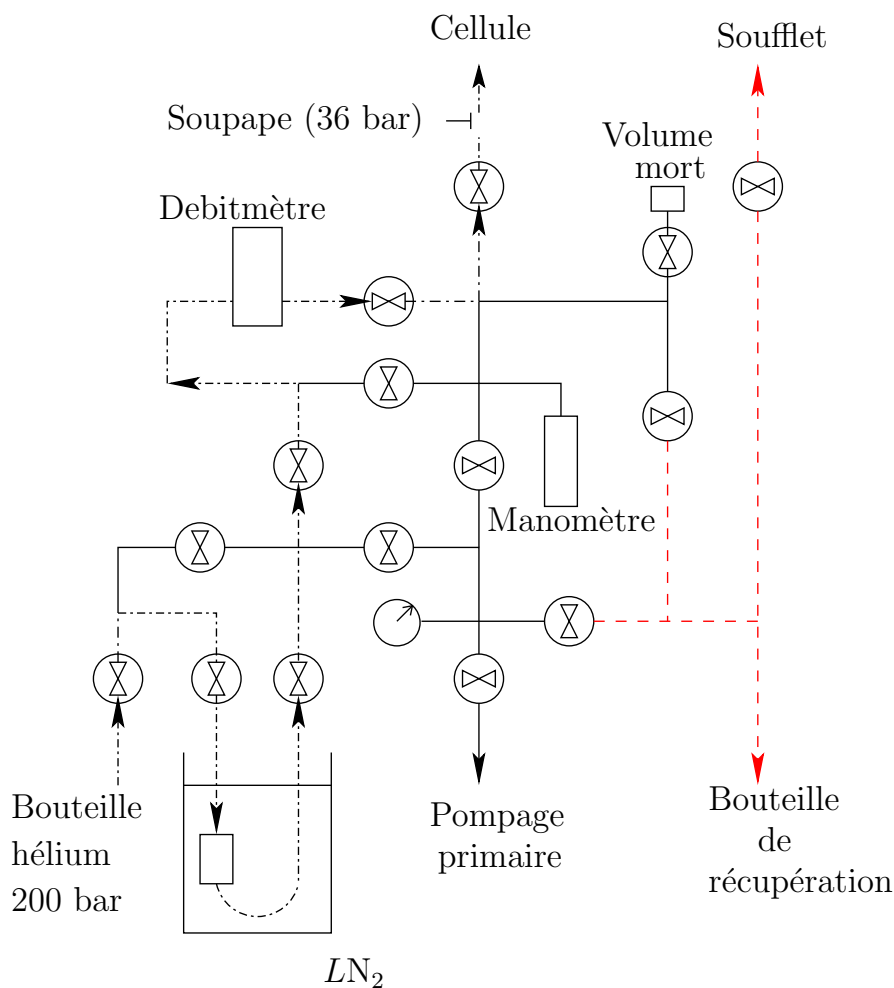 Cellule
Soufflet
Soupape (36 bar)
Volume
mort
Debitmètre
Manomètre
Bouteille
hélium
200 bar
Pompage
primaire
Bouteille
de
récupération
LN₂